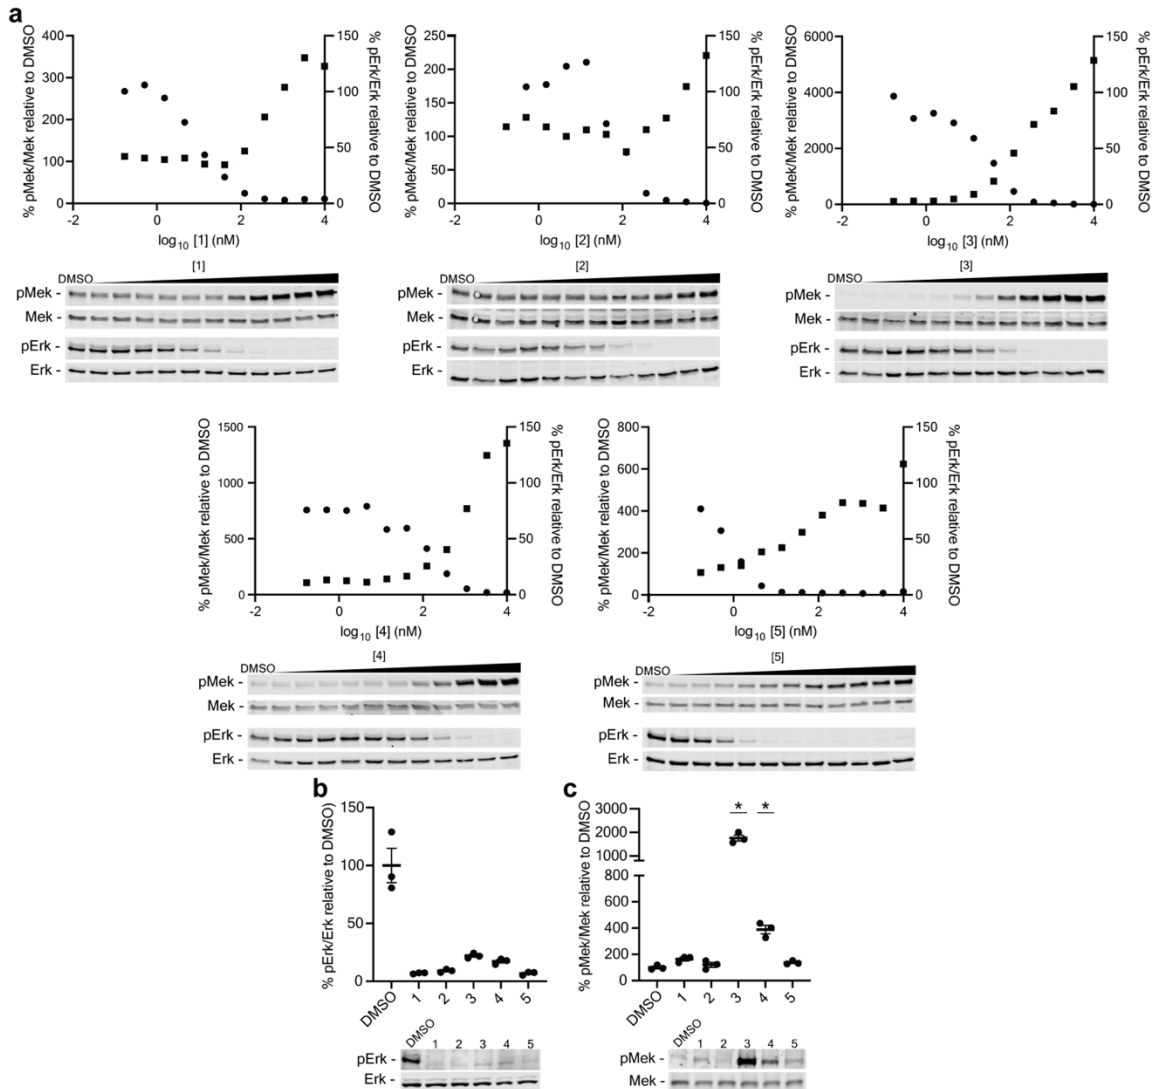 a
% pMek/Mek relative to DMSO
400
300
200
100
0
-2 0 2 4
log10 [1] (nM)
150
100
50
0
% pErk/Erk relative to DMSO
% pMek/Mek relative to DMSO
250
200
150
100
50
0
-2 0 2 4
log10 [2] (nM)
150
100
50
0
% pErk/Erk relative to DMSO
% pMek/Mek relative to DMSO
6000
4000
2000
0
-2 0 2 4
log10 [3] (nM)
150
100
50
0
% pErk/Erk relative to DMSO
DMSO [1]
pMek -
Mek -
pErk -
Erk -
DMSO [2]
pMek -
Mek -
pErk -
Erk -
DMSO [3]
pMek -
Mek -
pErk -
Erk -
% pMek/Mek relative to DMSO
1500
1000
500
0
-2 0 2 4
log10 [4] (nM)
150
100
50
0
% pErk/Erk relative to DMSO
% pMek/Mek relative to DMSO
800
600
400
200
0
-2 0 2 4
log10 [5] (nM)
150
100
50
0
% pErk/Erk relative to DMSO
DMSO [4]
pMek -
Mek -
pErk -
Erk -
DMSO [5]
pMek -
Mek -
pErk -
Erk -
b
% pErk/Erk relative to DMSO)
150
100
50
0
DMSO 1 2 3 4 5
DMSO 1 2 3 4 5
pErk -
Erk -
c
% pMek/Mek relative to DMSO
3000
2000
1000
800
600
400
200
0
* *
DMSO 1 2 3 4 5
DMSO 1 2 3 4 5
pMek -
Mek -